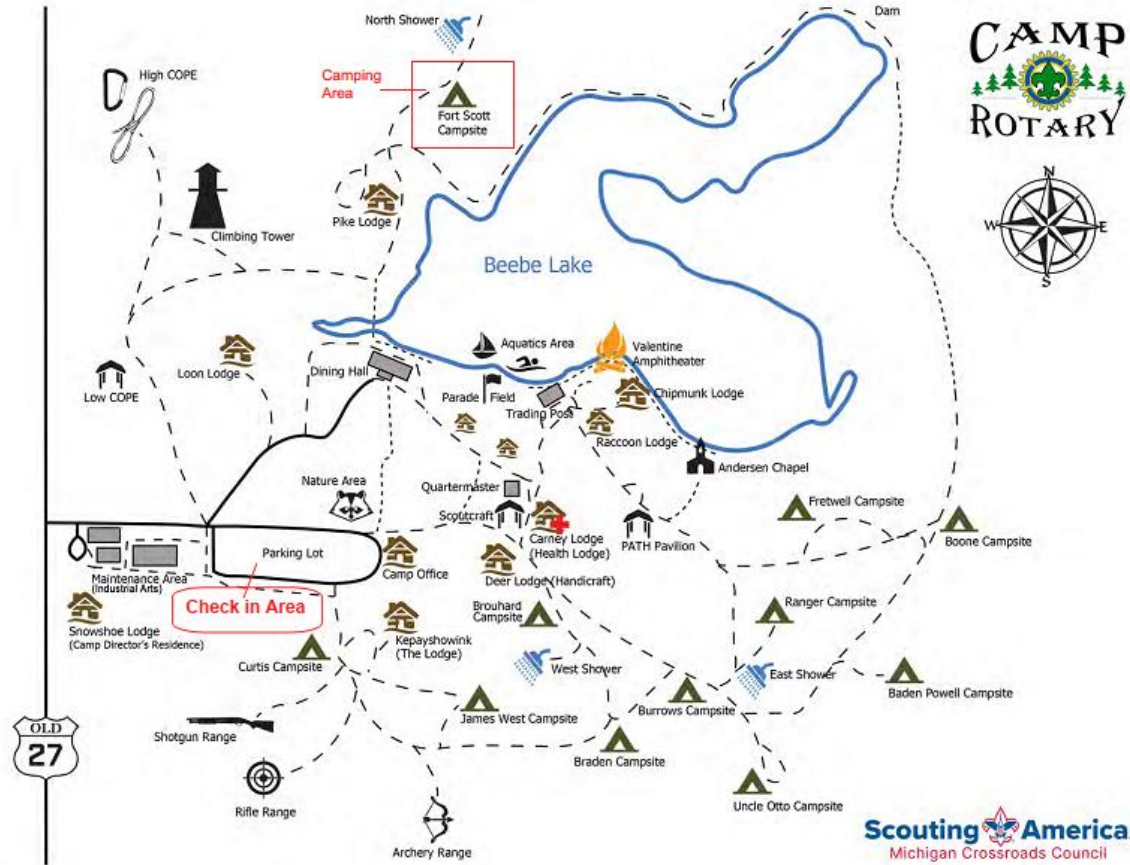 North Shower
Dam
CAMP
ROTARY
High COPE
Camping
Area
Fort Scott
Campsite
N
W
E
S
Pike Lodge
Climbing Tower
Beebe Lake
Aquatics Area
Valentine
Amphitheater
Loon Lodge
Dining Hall
Low COPE
Parade
Field
Trading Post
Chipmunk Lodge
Raccoon Lodge
Andersen Chapel
Nature Area
Quartermaster
Scoutcraft
Fretwell Campsite
Carney Lodge
(Health Lodge)
PATH Pavilion
Boone Campsite
Parking Lot
Camp Office
Deer Lodge (Handicraft)
Maintenance Area
(Industrial Arts)
Check in Area
Brouhard
Campsite
Ranger Campsite
Snowshoe Lodge
(Camp Director's Residence)
Kepayshowink
(The Lodge)
Curtis Campsite
West Shower
East Shower
Baden Powell Campsite
James West Campsite
Burrows Campsite
OLD
27
Shotgun Range
Braden Campsite
Rifle Range
Uncle Otto Campsite
Archery Range
Scouting America
Michigan Crossroads Council